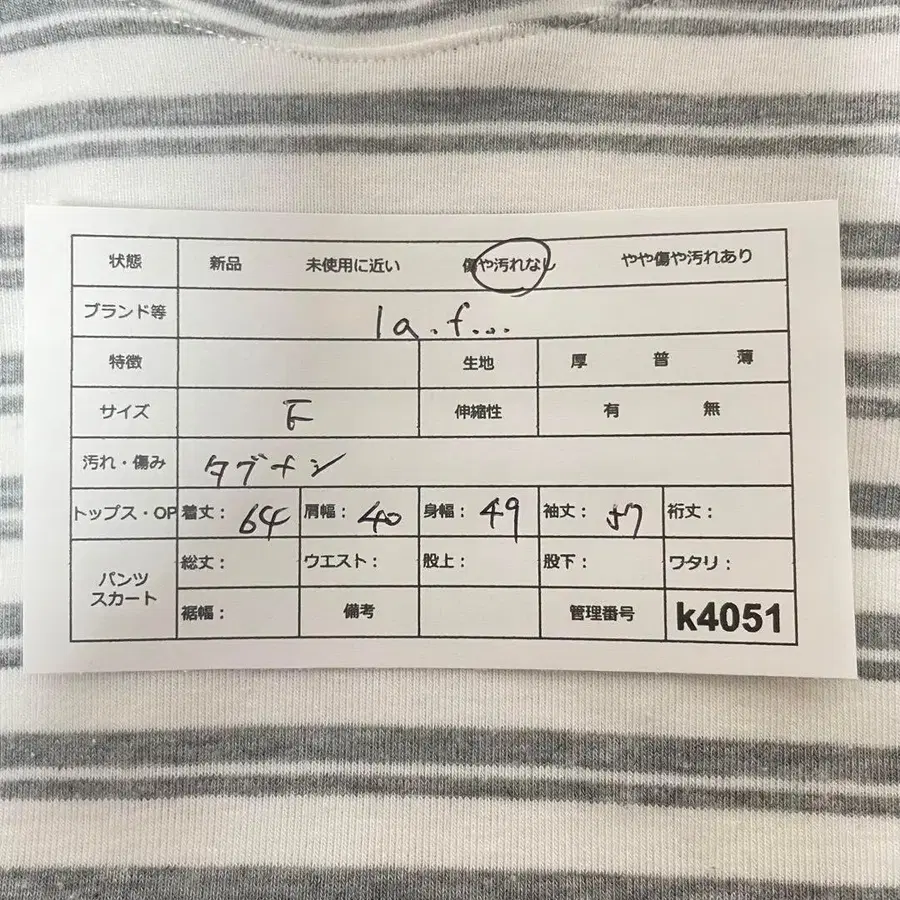 状態 新品 未使用に近い 傷や汚れなし やや傷や汚れあり
ブランド等 la.f...
特徴 生地 厚 普 薄
サイズ F 伸縮性 有 無
汚れ・傷み タグナシ
トップス・OP 着丈： 64 肩幅： 40 身幅： 49 袖丈： 57 裄丈：
パンツ スカート 総丈： ウエスト： 股上： 股下： ワタリ：
裾幅： 備考 管理番号 k4051